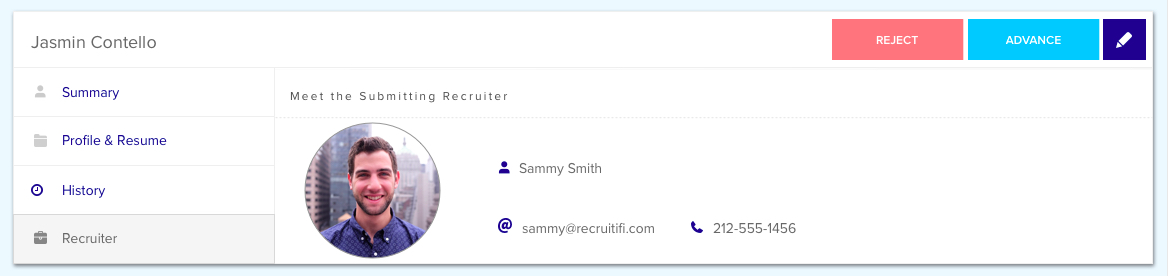 Jasmin Contello
REJECT
ADVANCE
Summary
Profile & Resume
History
Recruiter
Meet the Submitting Recruiter
Sammy Smith
sammy@recruitifi.com
212-555-1456